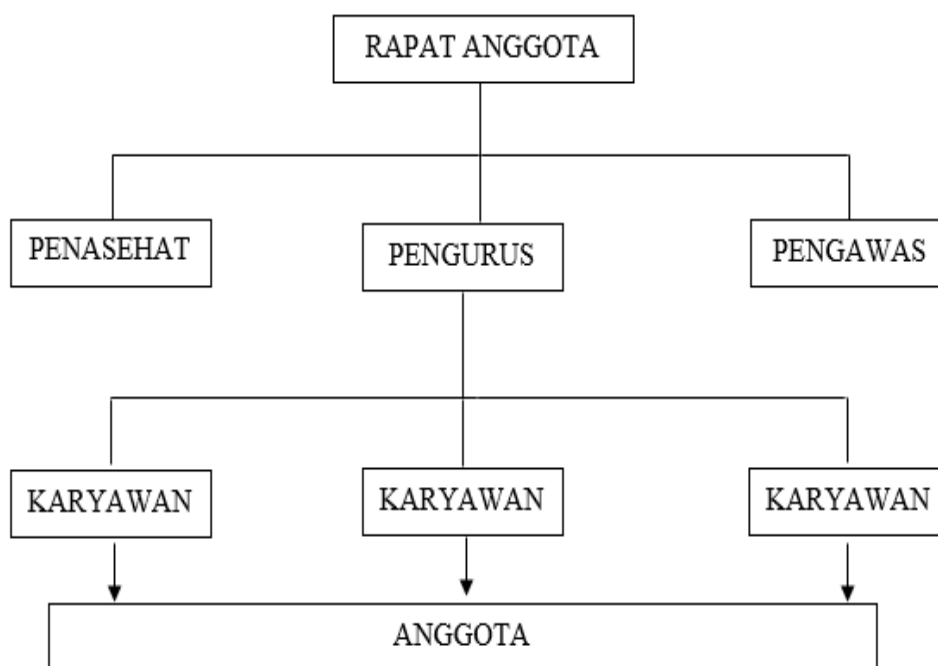 RAPAT ANGGOTA
PENASEHAT
PENGURUS
PENGAWAS
KARYAWAN
KARYAWAN
KARYAWAN
ANGGOTA